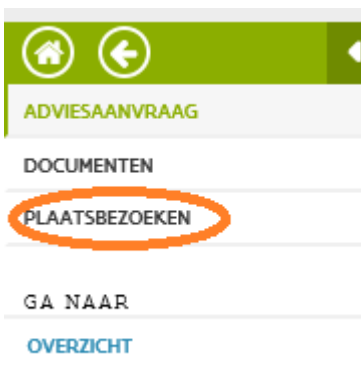 ADVIESAANVRAAG
DOCUMENTEN
PLAATSBEZOEKEN
GA NAAR
OVERZICHT